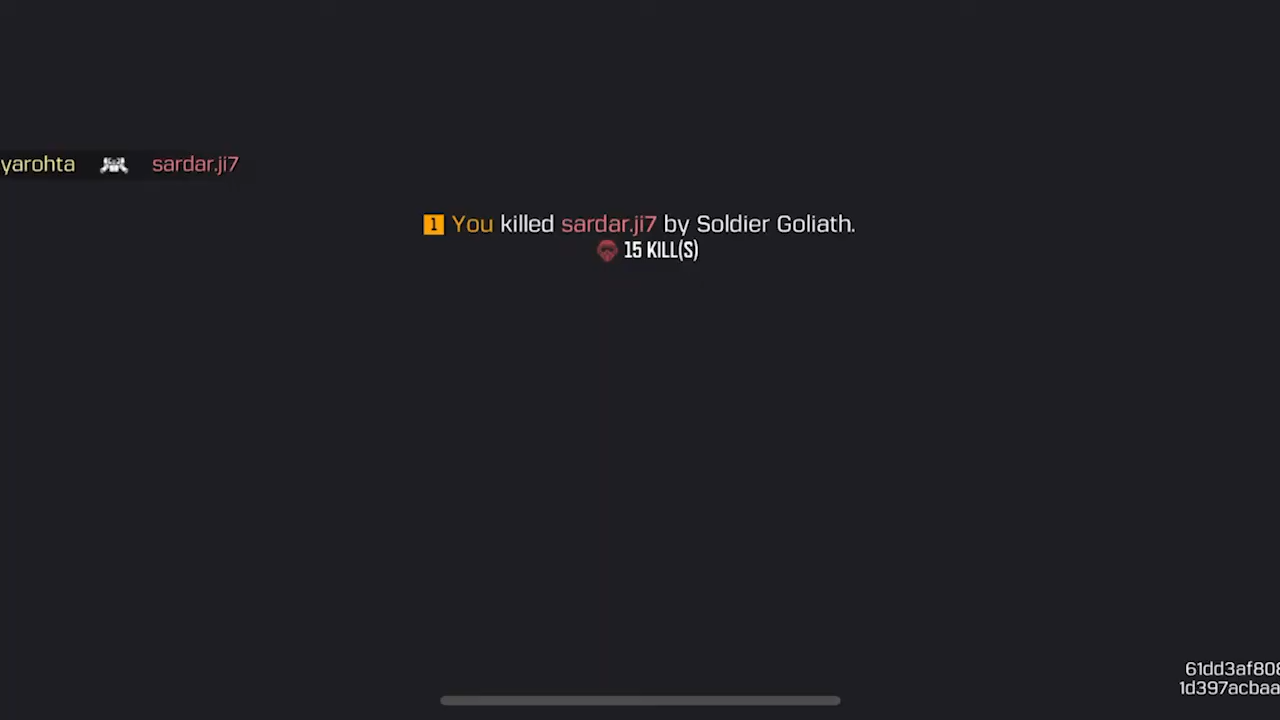 yarohta sardar.ji7
1 You killed sardar.ji7 by Soldier Goliath.
15 KILL(S)
61dd3af808
1d397acbaa